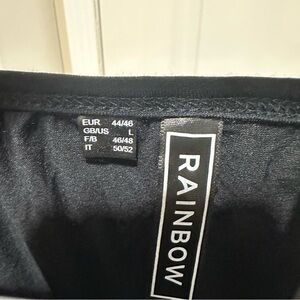 EUR 44/46
GB/US L
F/B 46/48
IT 50/52
RAINBOW